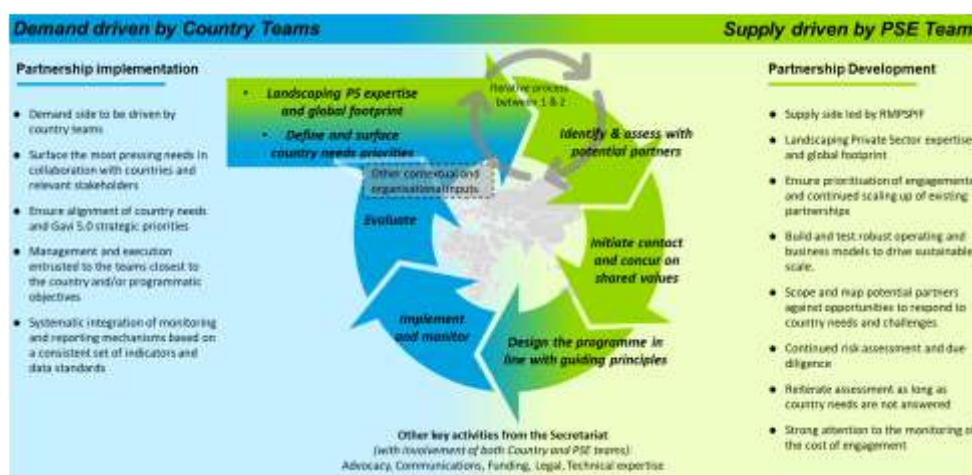 Demand driven by Country Teams
Supply driven by PSE Team
Partnership implementation
● Demand side to be driven by
country teams
● Surface the most pressing needs in
collaboration with countries and
relevant stakeholders
● Ensure alignment of country needs
and Gavi 5.0 strategic priorities
● Management and execution
entrusted to the teams closest to
the country and/or programmatic
objectives
● Systematic integration of monitoring
and reporting mechanisms based on
a consistent set of indicators and
data standards
• Landscaping PS expertise
and global footprint
• Define and surface
country needs priorities
Other contextual and
organisational inputs
Iterative process
between 1 & 2
Identify & assess with
potential partners
Initiate contact
and concur on
shared values
Design the programme in
line with guiding principles
Implement
and monitor
Evaluate
Other key activities from the Secretariat
(with involvement of both Country and PSE teams):
Advocacy, Communications, Funding, Legal, Technical expertise
Partnership Development
● Supply side led by
● Landscaping Private Sector expertise
and global footprint
● Ensure prioritisation of engagements
and continued scaling up of existing
partnerships
● Build and test robust operating and
business models to drive sustainable
scale.
● Scope and map potential partners
against opportunities to respond to
country needs and challenges
● Continued risk assessment and due
diligence
● Reiterate assessment as long as
country needs are not answered
● Strong attention to the monitoring o
the cost of engagement